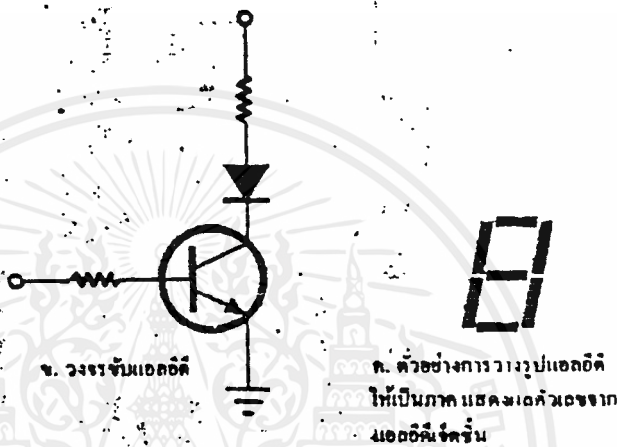 ข. วงจรขับแอลอีดี
ค. ตัวอย่างการวางรูปแอลอีดี
ให้เป็นภาคแสดงผลตัวเลขจาก
แอลอีดีเจ็ดชิ้น